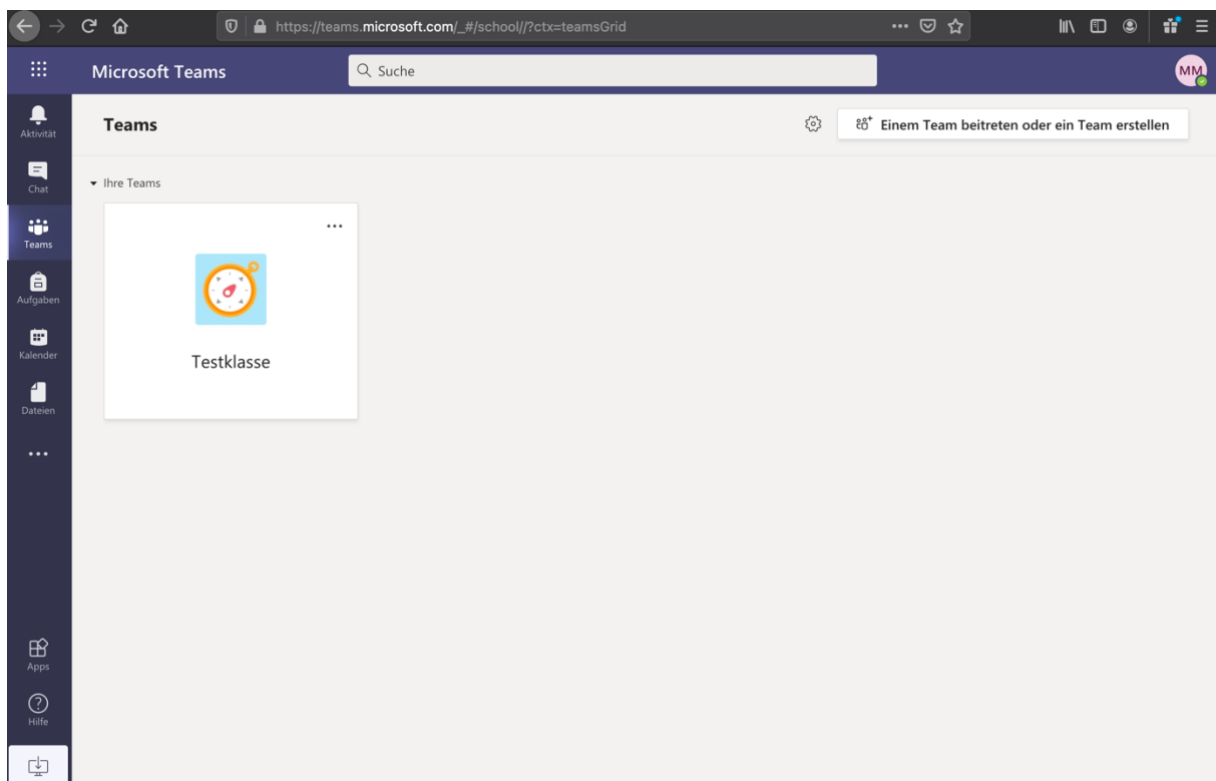 https://teams.microsoft.com/_#/school//?ctx=teamsGrid
Microsoft Teams
Suche
MM
Aktivität
Chat
Teams
Aufgaben
Kalender
Dateien
Apps
Hilfe
Teams
Einem Team beitreten oder ein Team erstellen
Ihre Teams
Testklasse